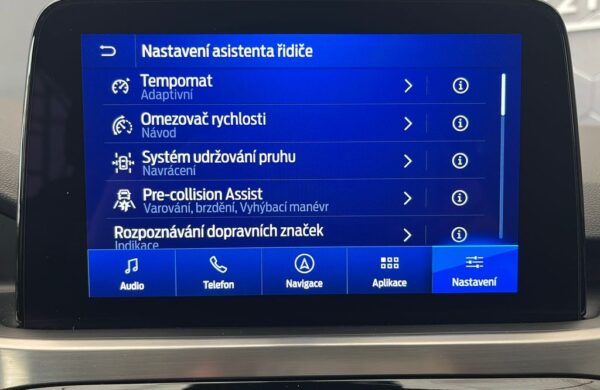 Nastavení asistenta řidiče
Tempomat
Adaptivní
Omezovač rychlosti
Návod
Systém udržování pruhu
Navrácení
Pre-collision Assist
Varování, brzdění, Vyhýbací manévr
Rozpoznávání dopravních značek
Indikace
Audio
Telefon
Navigace
Aplikace
Nastavení